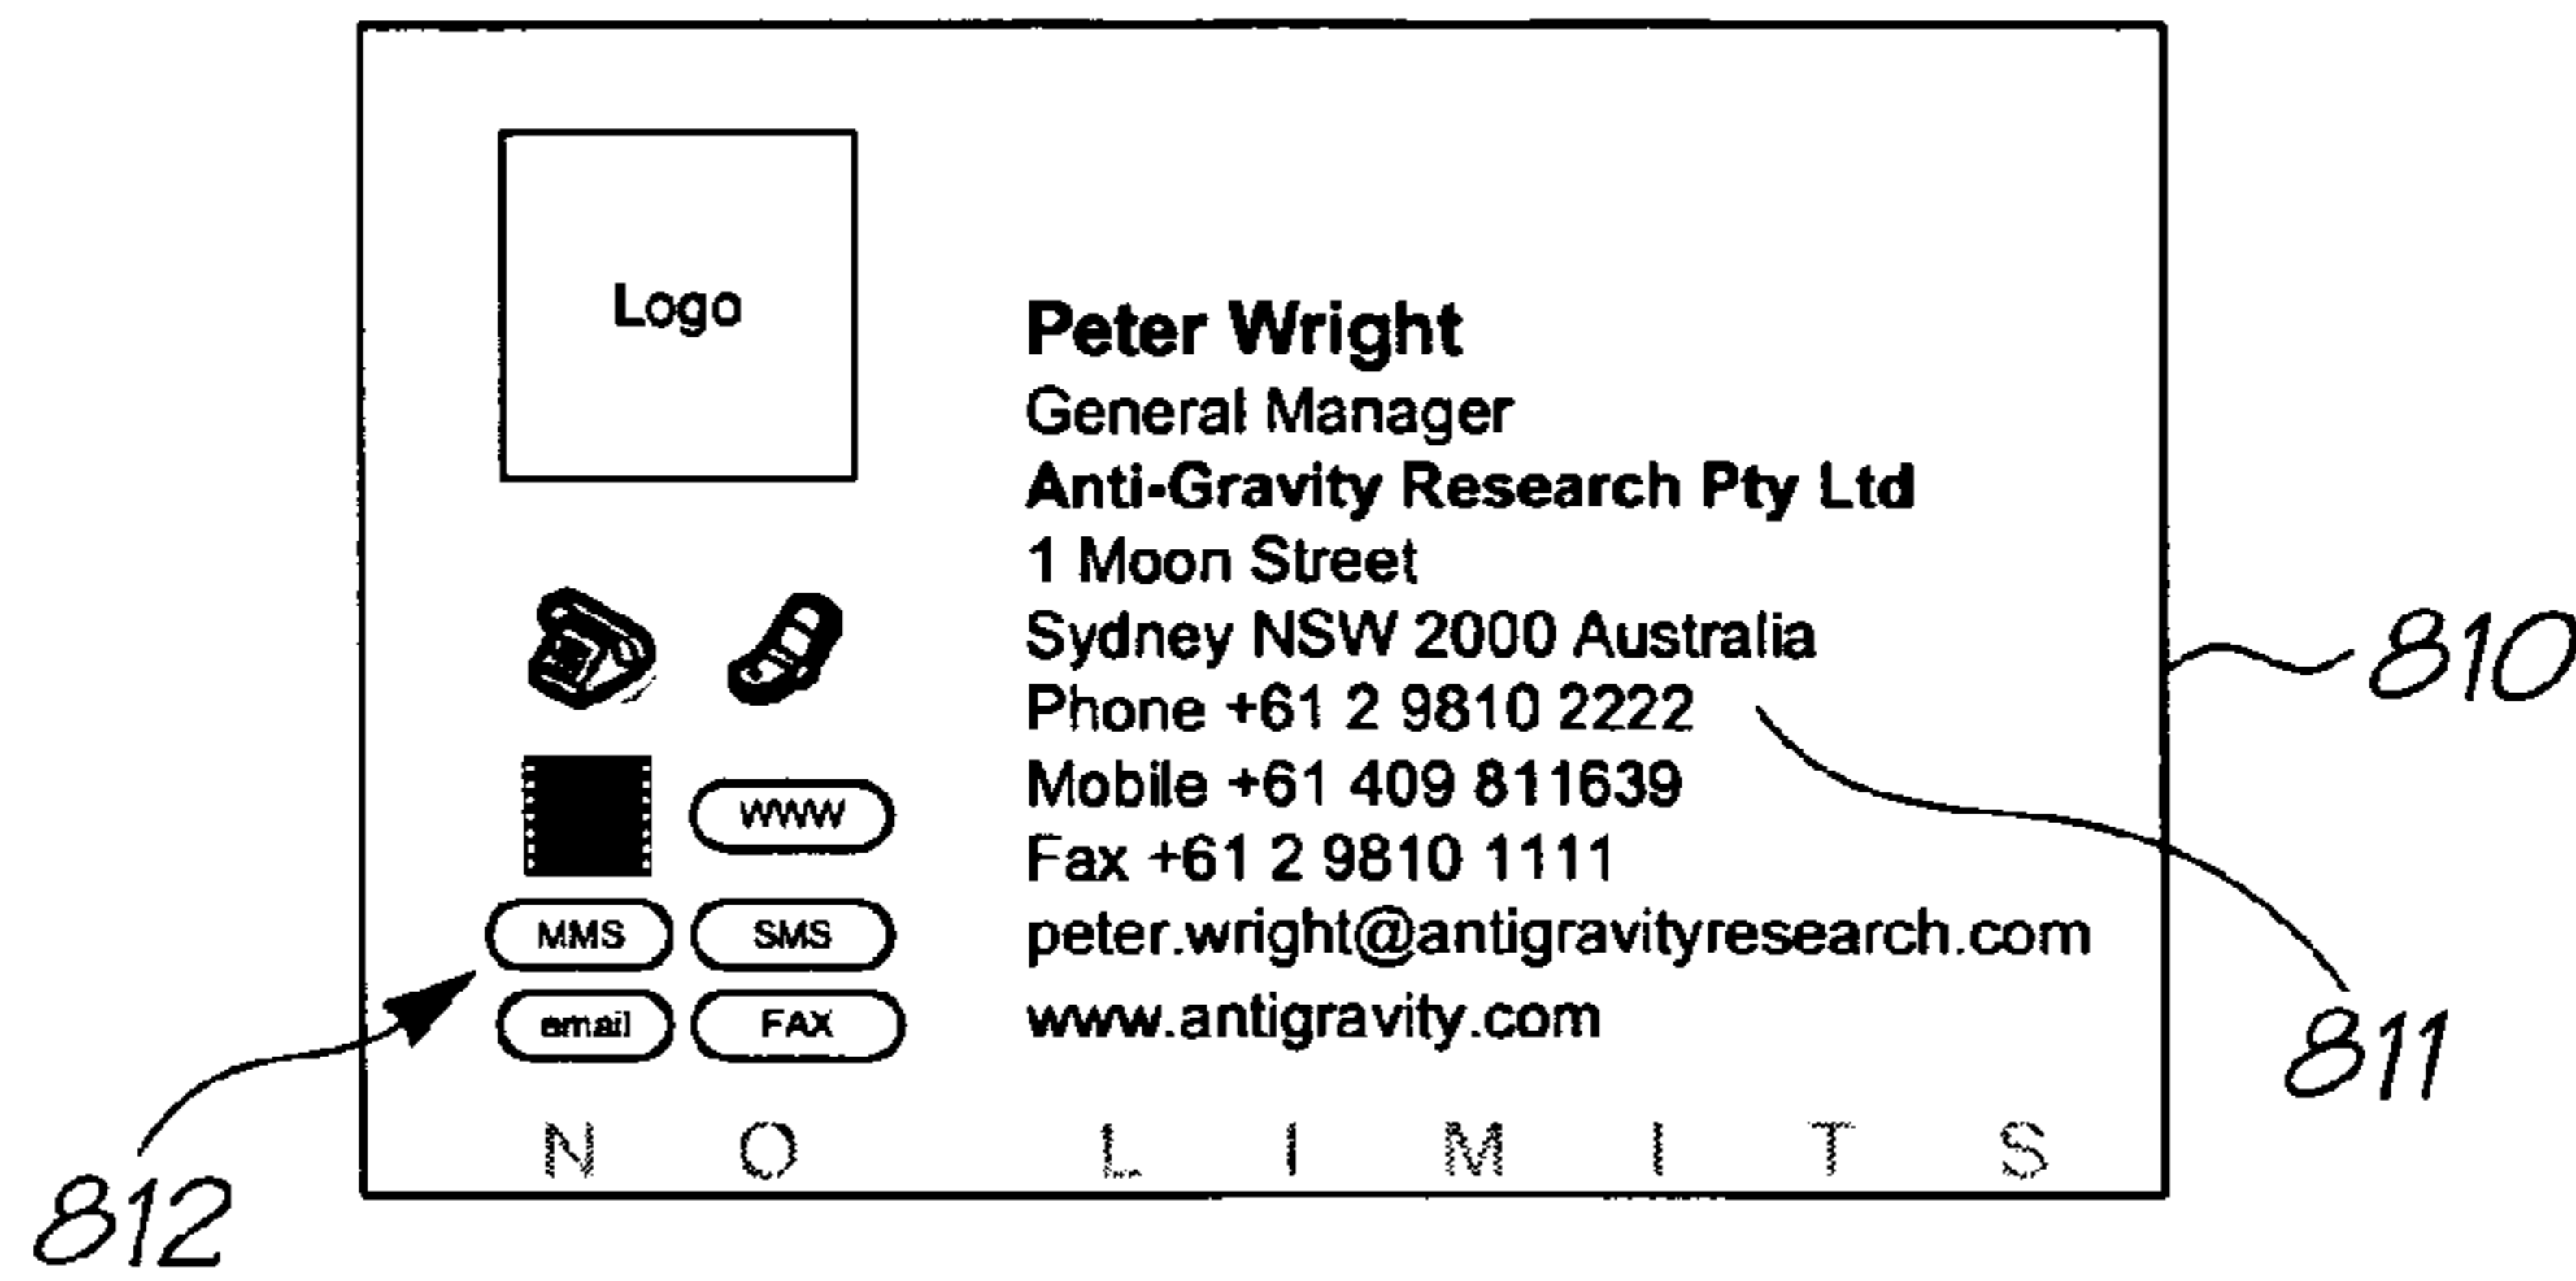 Logo
Peter Wright
General Manager
Anti-Gravity Research Pty Ltd
1 Moon Street
Sydney NSW 2000 Australia
Phone +61 2 9810 2222
Mobile +61 409 811639
Fax +61 2 9810 1111
peter.wright@antigravityresearch.com
www.antigravity.com
WWW
MMS SMS
email FAX
N O L I M I T S
810
811
812